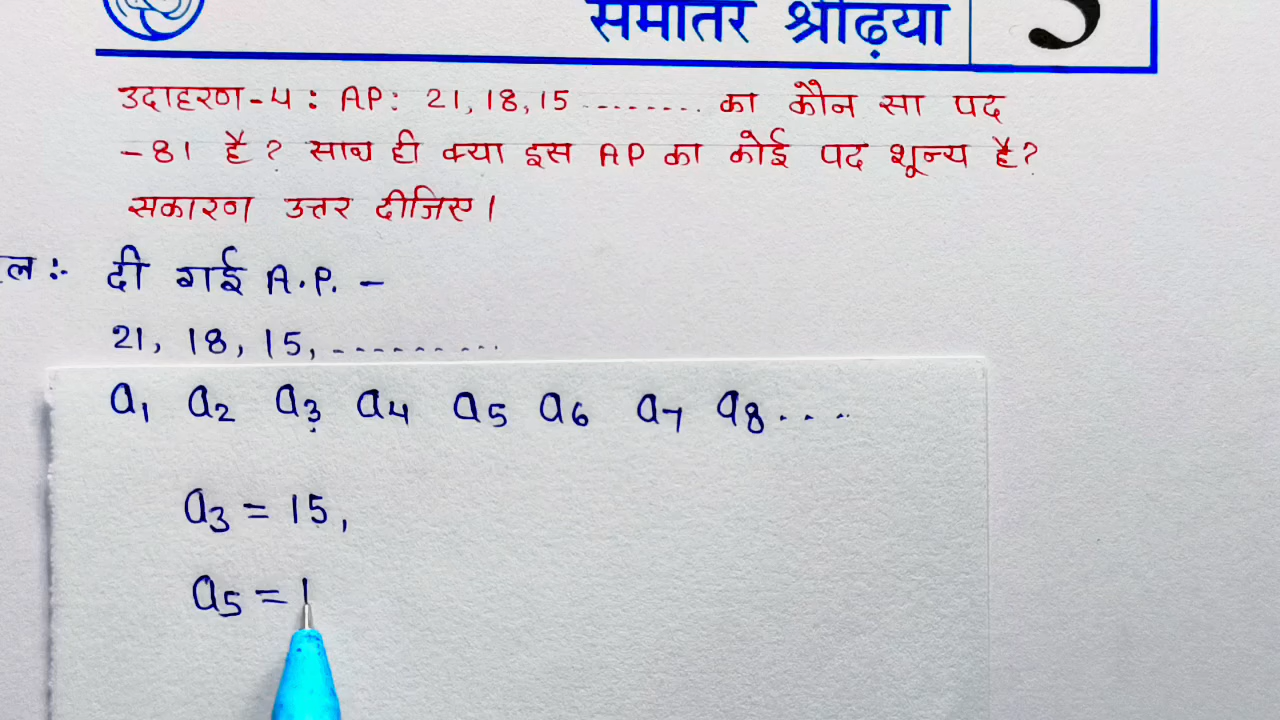 समांतर श्रेढ़ियाँ 5
उदाहरण-4 : AP: 21, 18, 15 ........ का कौन सा पद
-81 है? साथ ही क्या इस AP का कोई पद शून्य है?
सकारण उत्तर दीजिए।
दी गई A.P. -
21, 18, 15, ---------
a1 a2 a3 a4 a5 a6 a7 a8 ....
a3 = 15,
a5 = 1